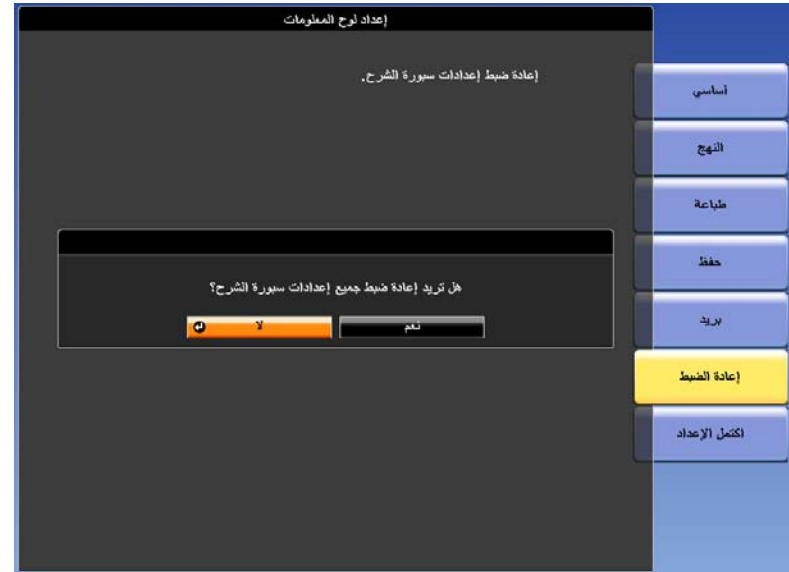 إعداد لوح المعلومات
إعادة ضبط إعدادات سبورة الشرح.
أساسي
النهج
طباعة
حفظ
هل تريد إعادة ضبط جميع إعدادات سبورة الشرح؟
نعم
لا
بريد
إعادة الضبط
اكتمل الإعداد